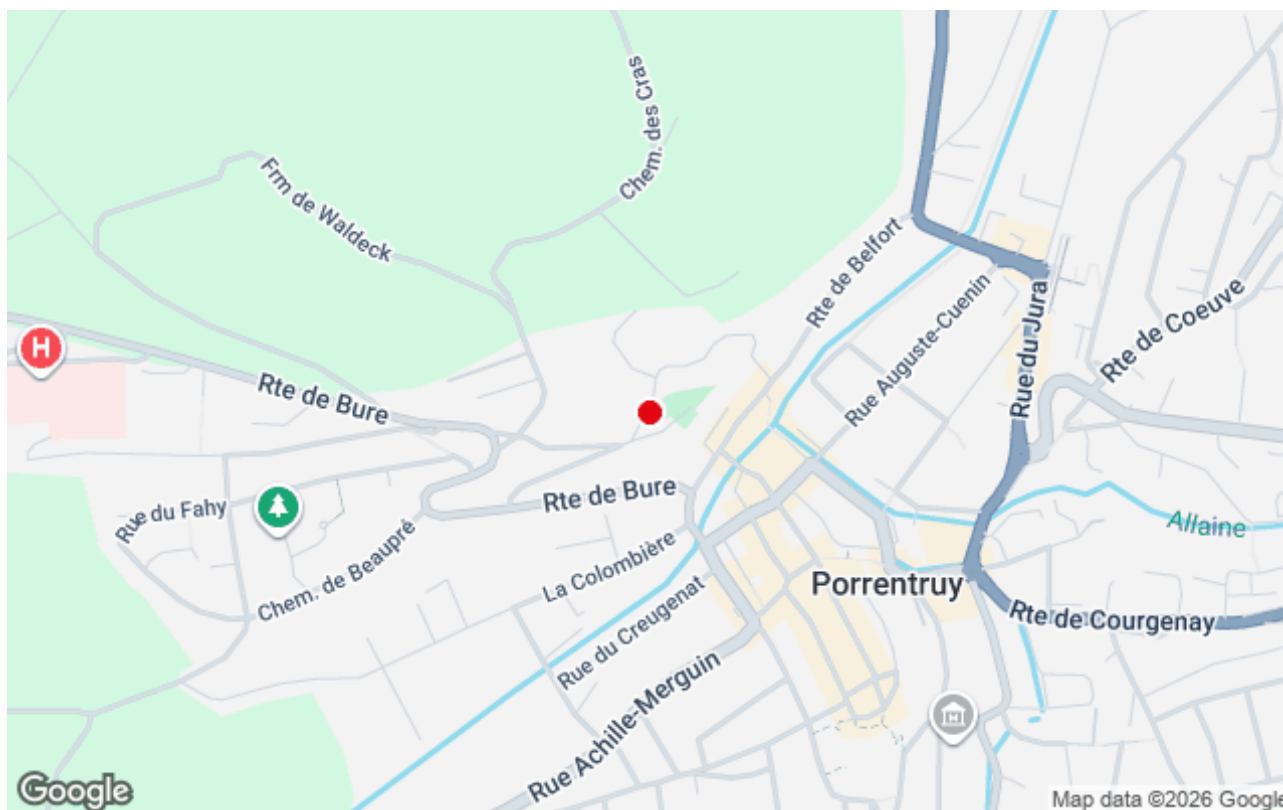 Chem. des Cras
Frm de Waldeck
Rte de Belfort
H
Rte de Bure
Rue Auguste-Cuenin
Rue du Jura
Rte de Coeuve
Rue du Fahy
Rte de Bure
Allaine
Chem. de Beaupré
La Colombière
Porrentruy
Rue du Creugenat
Rte de Courgenay
Rue Achille-Merguin
Google
Map data ©2026 Google